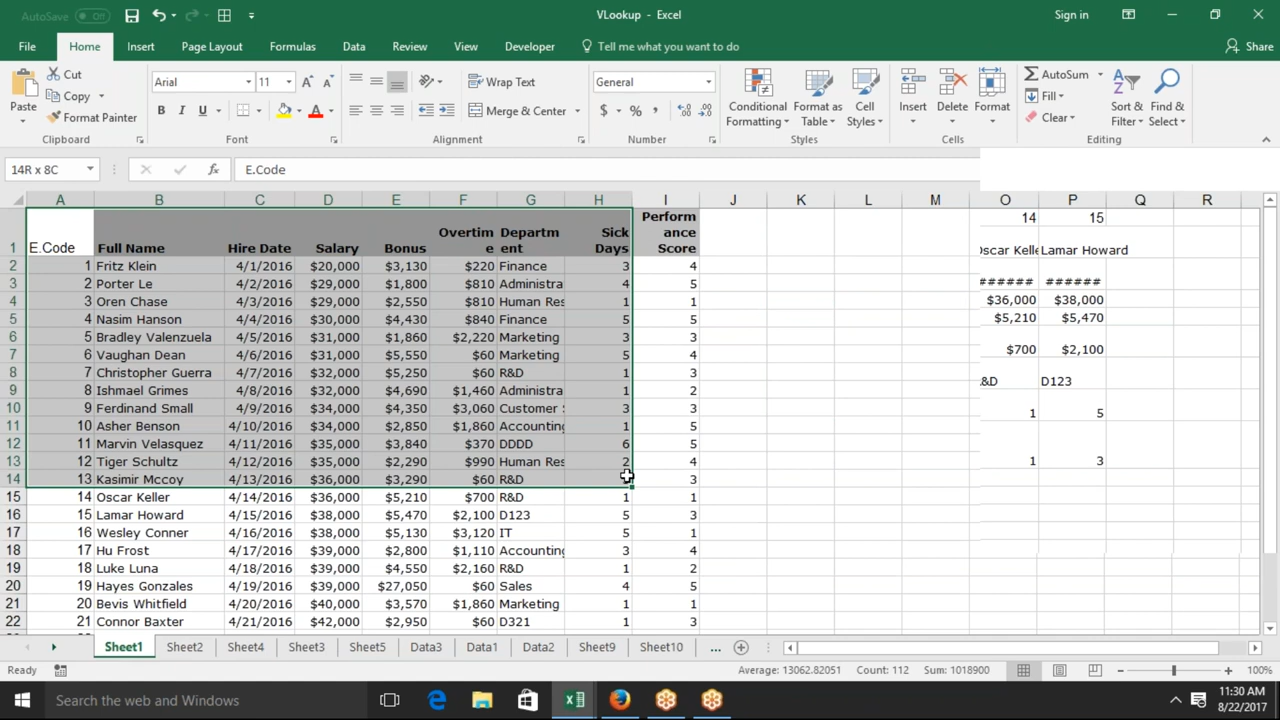 AutoSave Off
VLookup - Excel
Sign in
File Home Insert Page Layout Formulas Data Review View Developer Tell me what you want to do Share
Paste
Cut
Copy
Format Painter
Clipboard
Arial 11
B I U
Font
Wrap Text
Merge & Center
Alignment
General
$ % ,
Number
Conditional Formatting
Format as Table
Cell Styles
Styles
Insert Delete Format
Cells
AutoSum
Fill
Clear
Sort & Filter
Find & Select
Editing
14R x 8C fx E.Code
A B C D E F G H I J K L M O P Q R
14 15
1 E.Code Full Name Hire Date Salary Bonus Overtim e Departm ent Sick Days Perform ance Score
Oscar Kelle Lamar Howard
2 1 Fritz Klein 4/1/2016 $20,000 $3,130 $220 Finance 3 4
3 2 Porter Le 4/2/2016 $29,000 $1,800 $810 Administra 4 5 ###### ######
4 3 Oren Chase 4/3/2016 $29,000 $2,550 $810 Human Res 1 1 $36,000 $38,000
5 4 Nasim Hanson 4/4/2016 $30,000 $4,430 $840 Finance 5 5 $5,210 $5,470
6 5 Bradley Valenzuela 4/5/2016 $31,000 $1,860 $2,220 Marketing 3 3
7 6 Vaughan Dean 4/6/2016 $31,000 $5,550 $60 Marketing 5 4 $700 $2,100
8 7 Christopher Guerra 4/7/2016 $32,000 $5,250 $60 R&D 1 3 &D D123
9 8 Ishmael Grimes 4/8/2016 $32,000 $4,690 $1,460 Administra 1 2
10 9 Ferdinand Small 4/9/2016 $34,000 $4,350 $3,060 Customer S 3 3 1 5
11 10 Asher Benson 4/10/2016 $34,000 $2,850 $1,860 Accounting 1 5
12 11 Marvin Velasquez 4/11/2016 $35,000 $3,840 $370 DDDD 6 5
13 12 Tiger Schultz 4/12/2016 $35,000 $2,290 $990 Human Res 2 4 1 3
14 13 Kasimir Mccoy 4/13/2016 $36,000 $3,290 $60 R&D 3
15 14 Oscar Keller 4/14/2016 $36,000 $5,210 $700 R&D 1 1
16 15 Lamar Howard 4/15/2016 $38,000 $5,470 $2,100 D123 5 3
17 16 Wesley Conner 4/16/2016 $38,000 $5,130 $3,120 IT 5 1
18 17 Hu Frost 4/17/2016 $39,000 $2,800 $1,110 Accounting 3 4
19 18 Luke Luna 4/18/2016 $39,000 $4,550 $2,160 R&D 1 2
20 19 Hayes Gonzales 4/19/2016 $39,000 $27,050 $60 Sales 4 5
21 20 Bevis Whitfield 4/20/2016 $40,000 $3,570 $1,860 Marketing 1 1
22 21 Connor Baxter 4/21/2016 $42,000 $2,950 $60 D321 1 3
Sheet1 Sheet2 Sheet4 Sheet3 Sheet5 Data3 Data1 Data2 Sheet9 Sheet10 ...
Ready Average: 13062.82051 Count: 112 Sum: 1018900 100%
Search the web and Windows
11:30 AM
8/22/2017